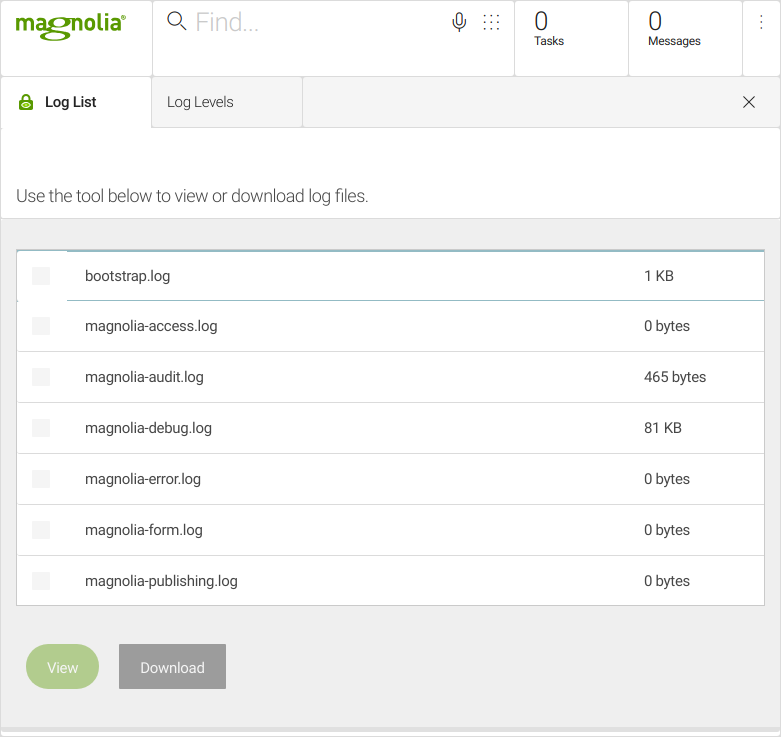 magnolia®
Find...
0
Tasks
0
Messages
Log List
Log Levels
Use the tool below to view or download log files.
bootstrap.log 1 KB
magnolia-access.log 0 bytes
magnolia-audit.log 465 bytes
magnolia-debug.log 81 KB
magnolia-error.log 0 bytes
magnolia-form.log 0 bytes
magnolia-publishing.log 0 bytes
View Download